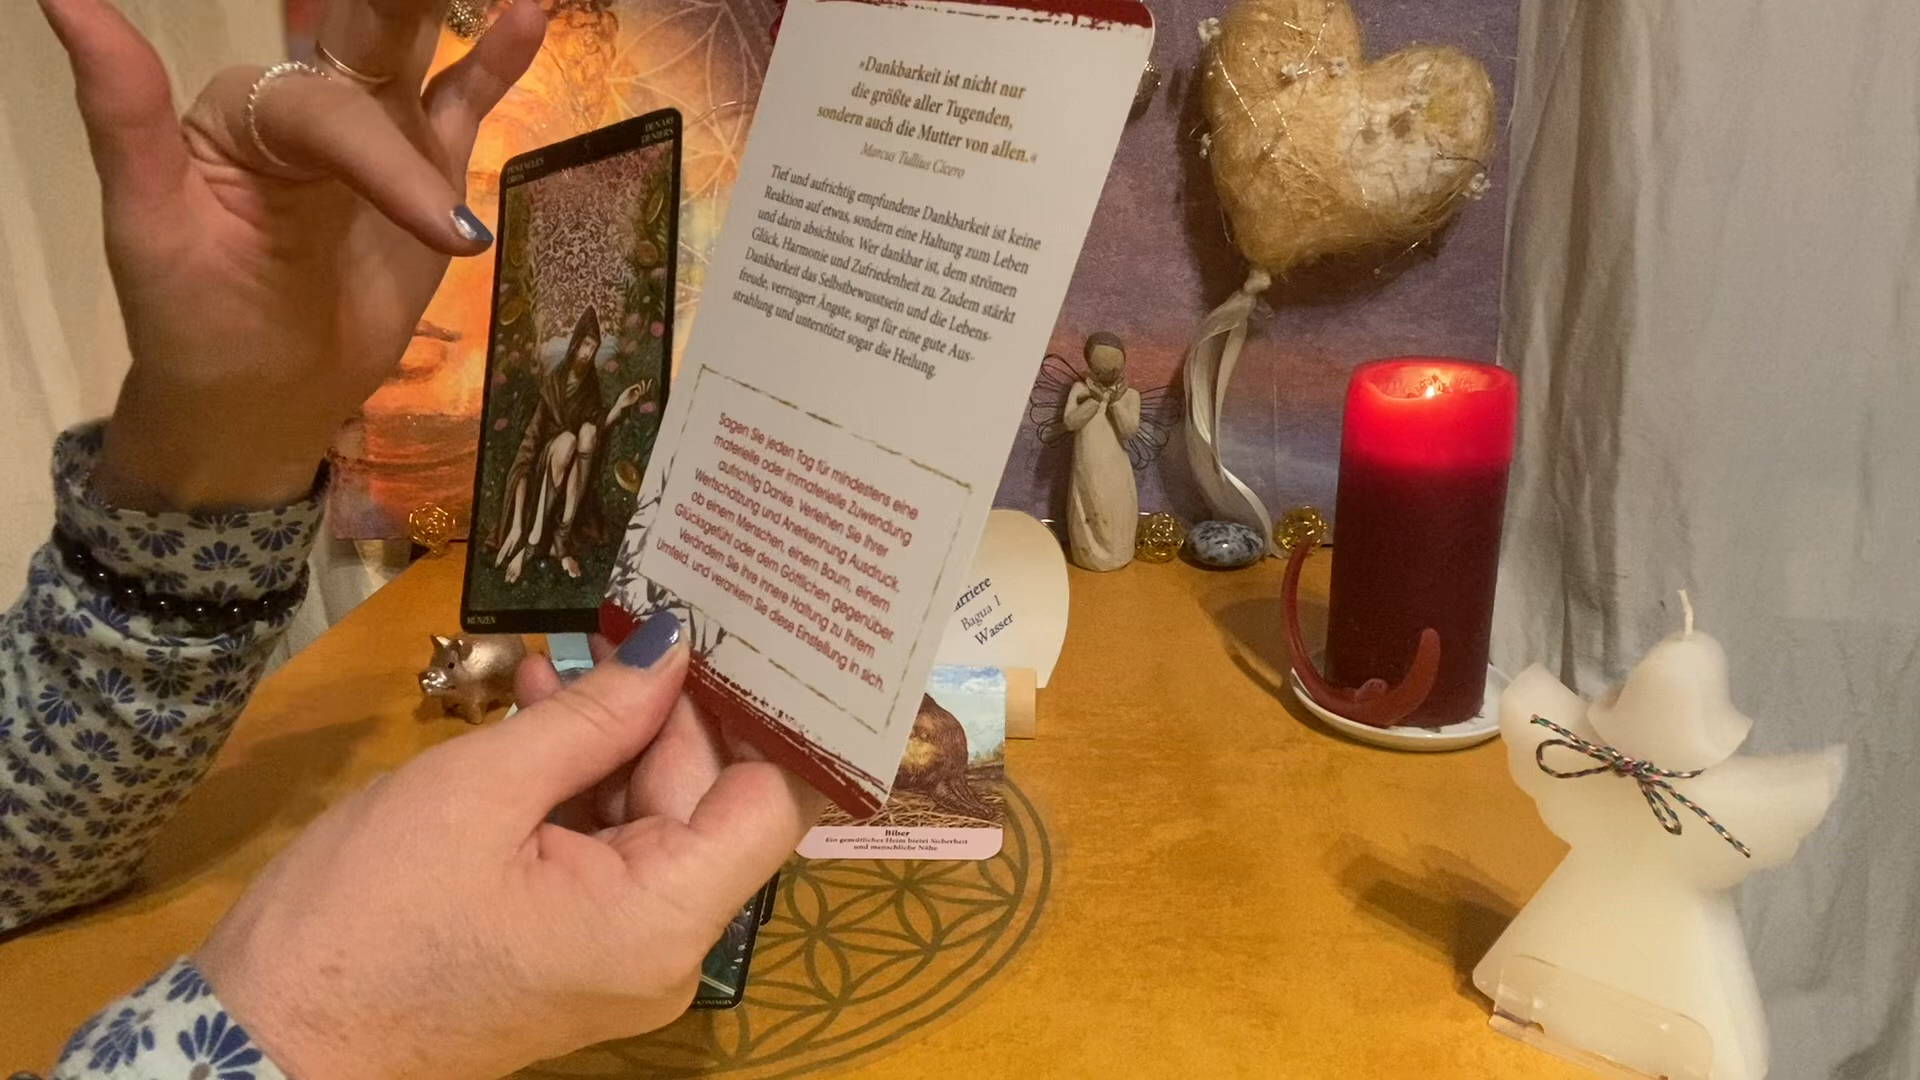 PENTACLES
OROS
5
DENARI
DENIERS
MÜNZEN
»Dankbarkeit ist nicht nur
die größte aller Tugenden,
sondern auch die Mutter von allen.«
Marcus Tullius Cicero
Tief und aufrichtig empfundene Dankbarkeit ist keine
Reaktion auf etwas, sondern eine Haltung zum Leben
und darin absichtslos. Wer dankbar ist, dem strömen
Glück, Harmonie und Zufriedenheit zu. Zudem stärkt
Dankbarkeit das Selbstbewusstsein und die Lebens-
freude, verringert Ängste, sorgt für eine gute Aus-
strahlung und unterstützt sogar die Heilung.
Sagen Sie jeden Tag für mindestens eine
materielle oder immaterielle Zuwendung
aufrichtig Danke. Verleihen Sie Ihrer
Wertschätzung und Anerkennung Ausdruck,
ob einem Menschen, einem Baum, einem
Glücksgefühl oder dem Göttlichen gegenüber.
Verändern Sie Ihre innere Haltung zu Ihrem
Umfeld, und verankern Sie diese Einstellung in sich.
arriere
Bagua 1
Wasser
Biber
Ein gemütliches Heim bietet Sicherheit
und menschliche Nähe